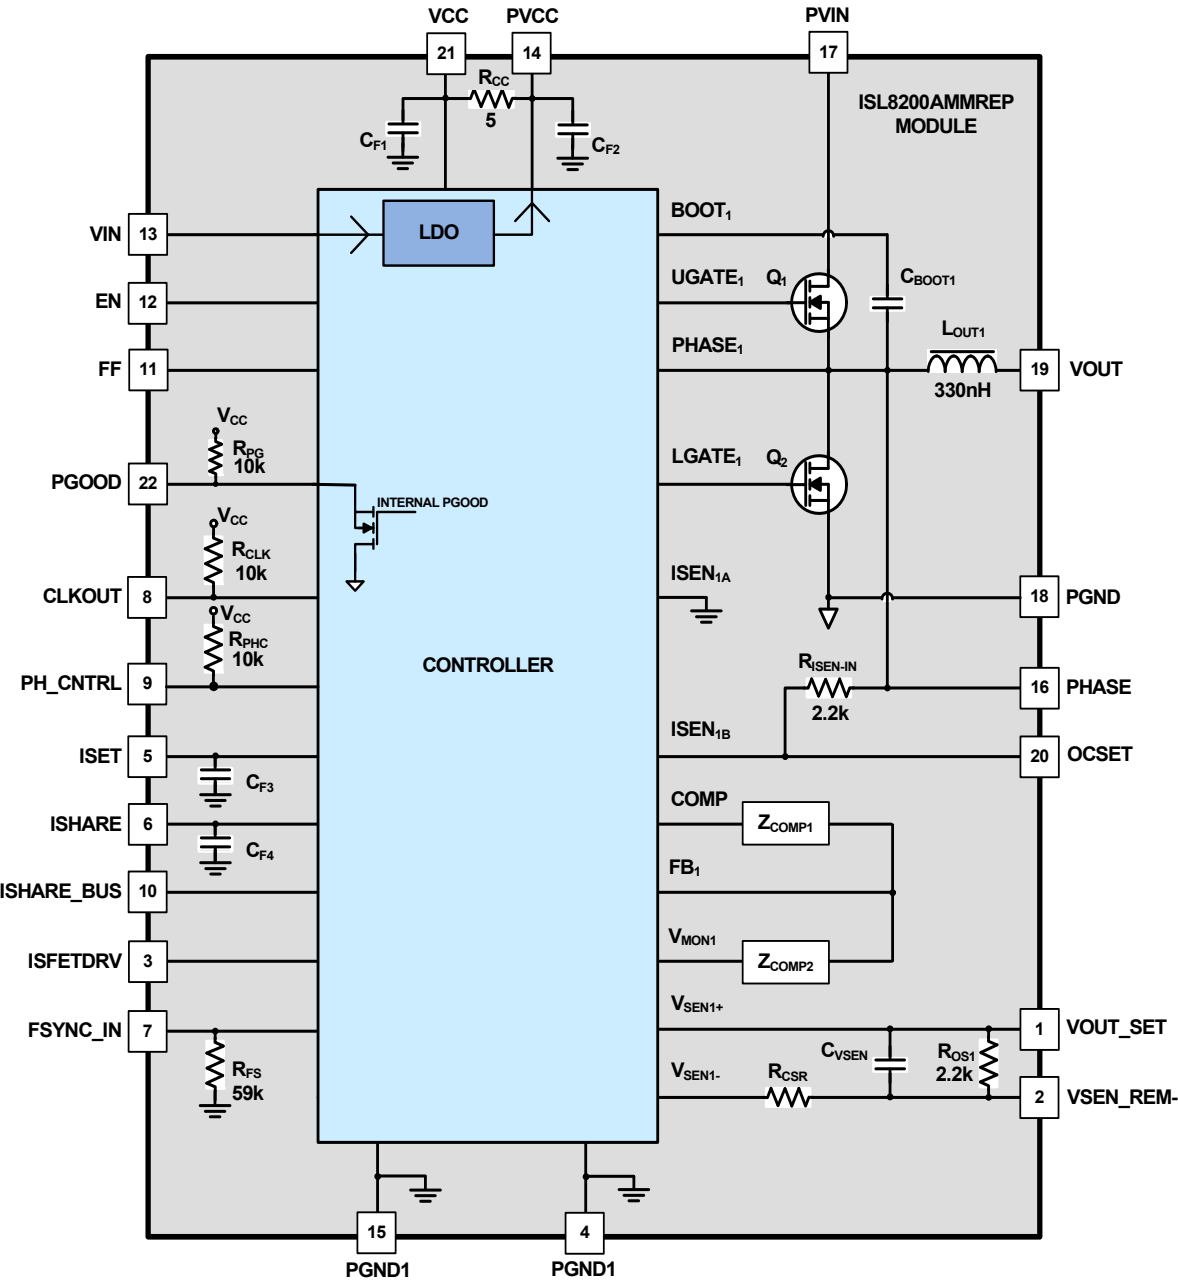 VCC
PVCC
PVIN
21
14
17
RCC
5
CF1
CF2
ISL8200AMMREP
MODULE
VIN
13
LDO
BOOT1
EN
12
UGATE1
Q1
CBOOT1
FF
11
PHASE1
LOUT1
330nH
19
VOUT
VCC
RPG
10k
PGOOD
22
INTERNAL PGOOD
LGATE1
Q2
VCC
RCLK
10k
CLKOUT
8
ISEN1A
18
PGND
VCC
RPHC
10k
PH_CNTRL
9
CONTROLLER
RISEN-IN
2.2k
16
PHASE
ISET
5
CF3
ISEN1B
20
OCSET
ISHARE
6
CF4
COMP
ZCOMP1
ISHARE_BUS
10
FB1
ISFETDRV
3
VMON1
ZCOMP2
FSYNC_IN
7
RFS
59k
VSEN1+
1
VOUT_SET
CVSEN
ROS1
2.2k
VSEN1-
RCSR
2
VSEN_REM-
15
4
PGND1
PGND1